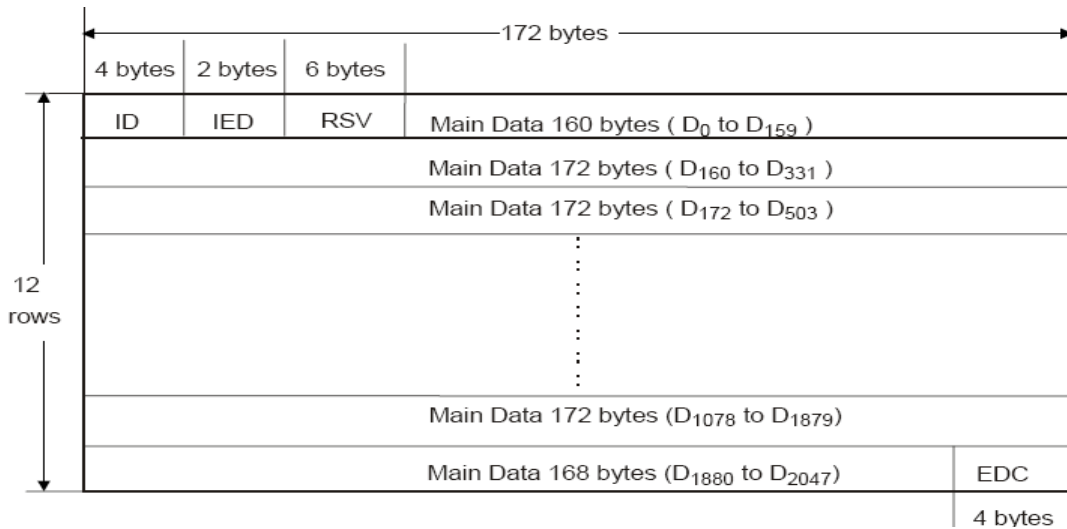 172 bytes
4 bytes 2 bytes 6 bytes
ID IED RSV Main Data 160 bytes ( D0 to D159 )
Main Data 172 bytes ( D160 to D331 )
Main Data 172 bytes ( D172 to D503 )
12
rows
Main Data 172 bytes (D1078 to D1879)
Main Data 168 bytes (D1880 to D2047) EDC
4 bytes